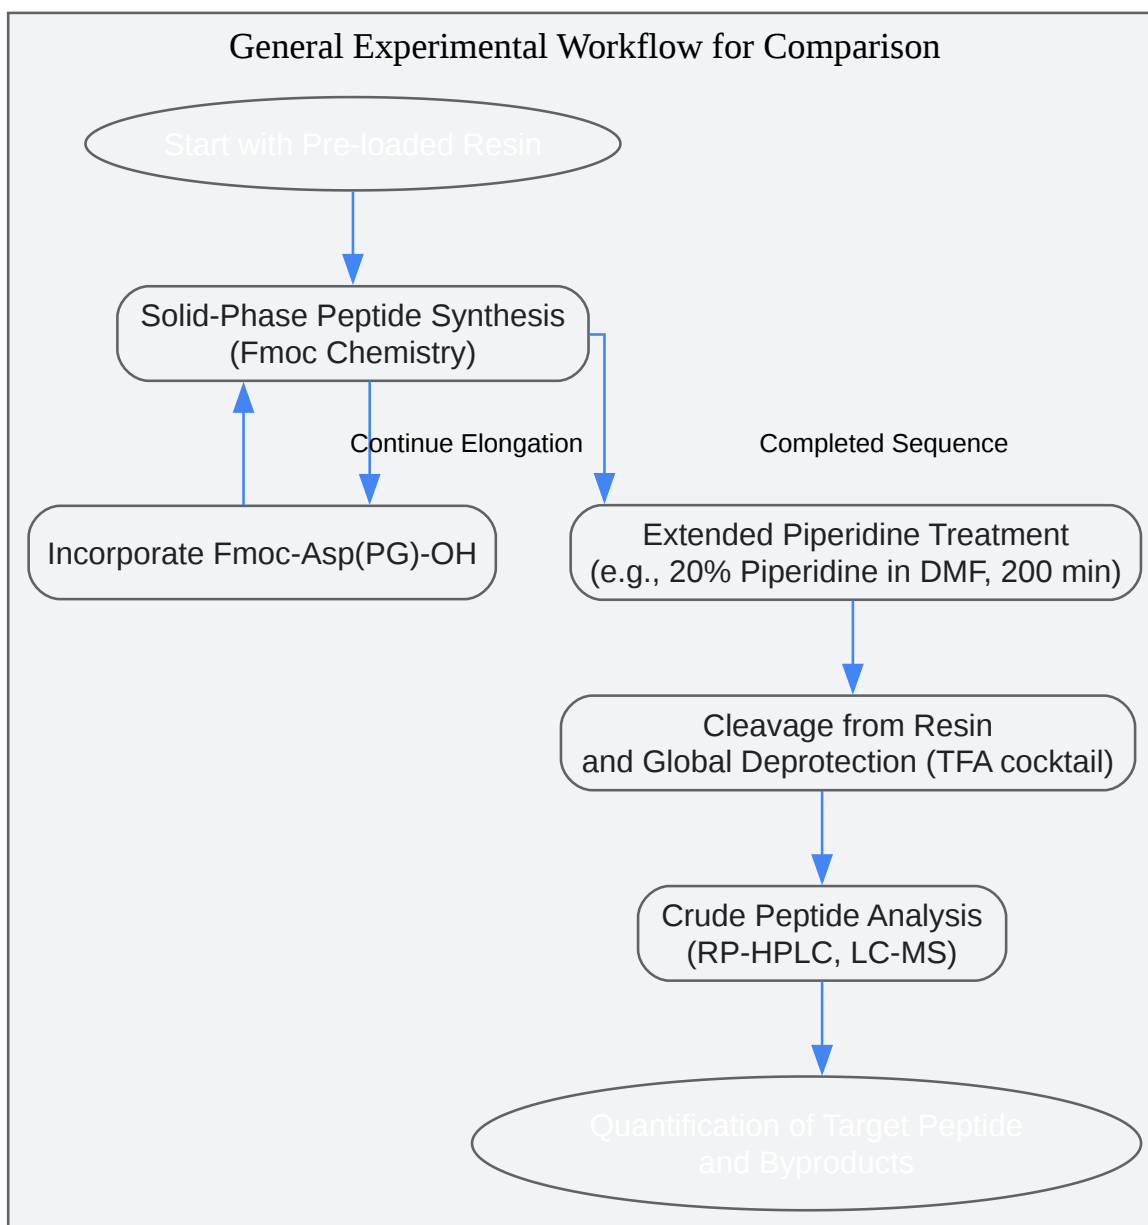 General Experimental Workflow for Comparison
Start with Pre-loaded Resin
Solid-Phase Peptide Synthesis
(Fmoc Chemistry)
Continue Elongation
Completed Sequence
Incorporate Fmoc-Asp(PG)-OH
Extended Piperidine Treatment
(e.g., 20% Piperidine in DMF, 200 min)
Cleavage from Resin
and Global Deprotection (TFA cocktail)
Crude Peptide Analysis
(RP-HPLC, LC-MS)
Quantification of Target Peptide
and Byproducts